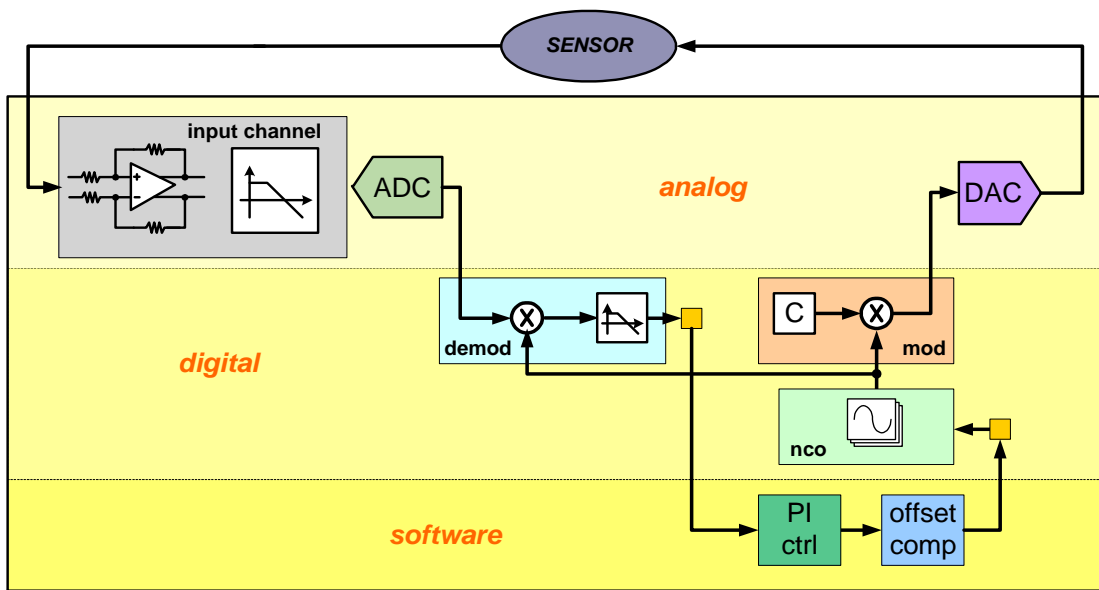 SENSOR
input channel
+
-
ADC
analog
DAC
X
demod
C
X
mod
digital
nco
software
PI
ctrl
offset
comp